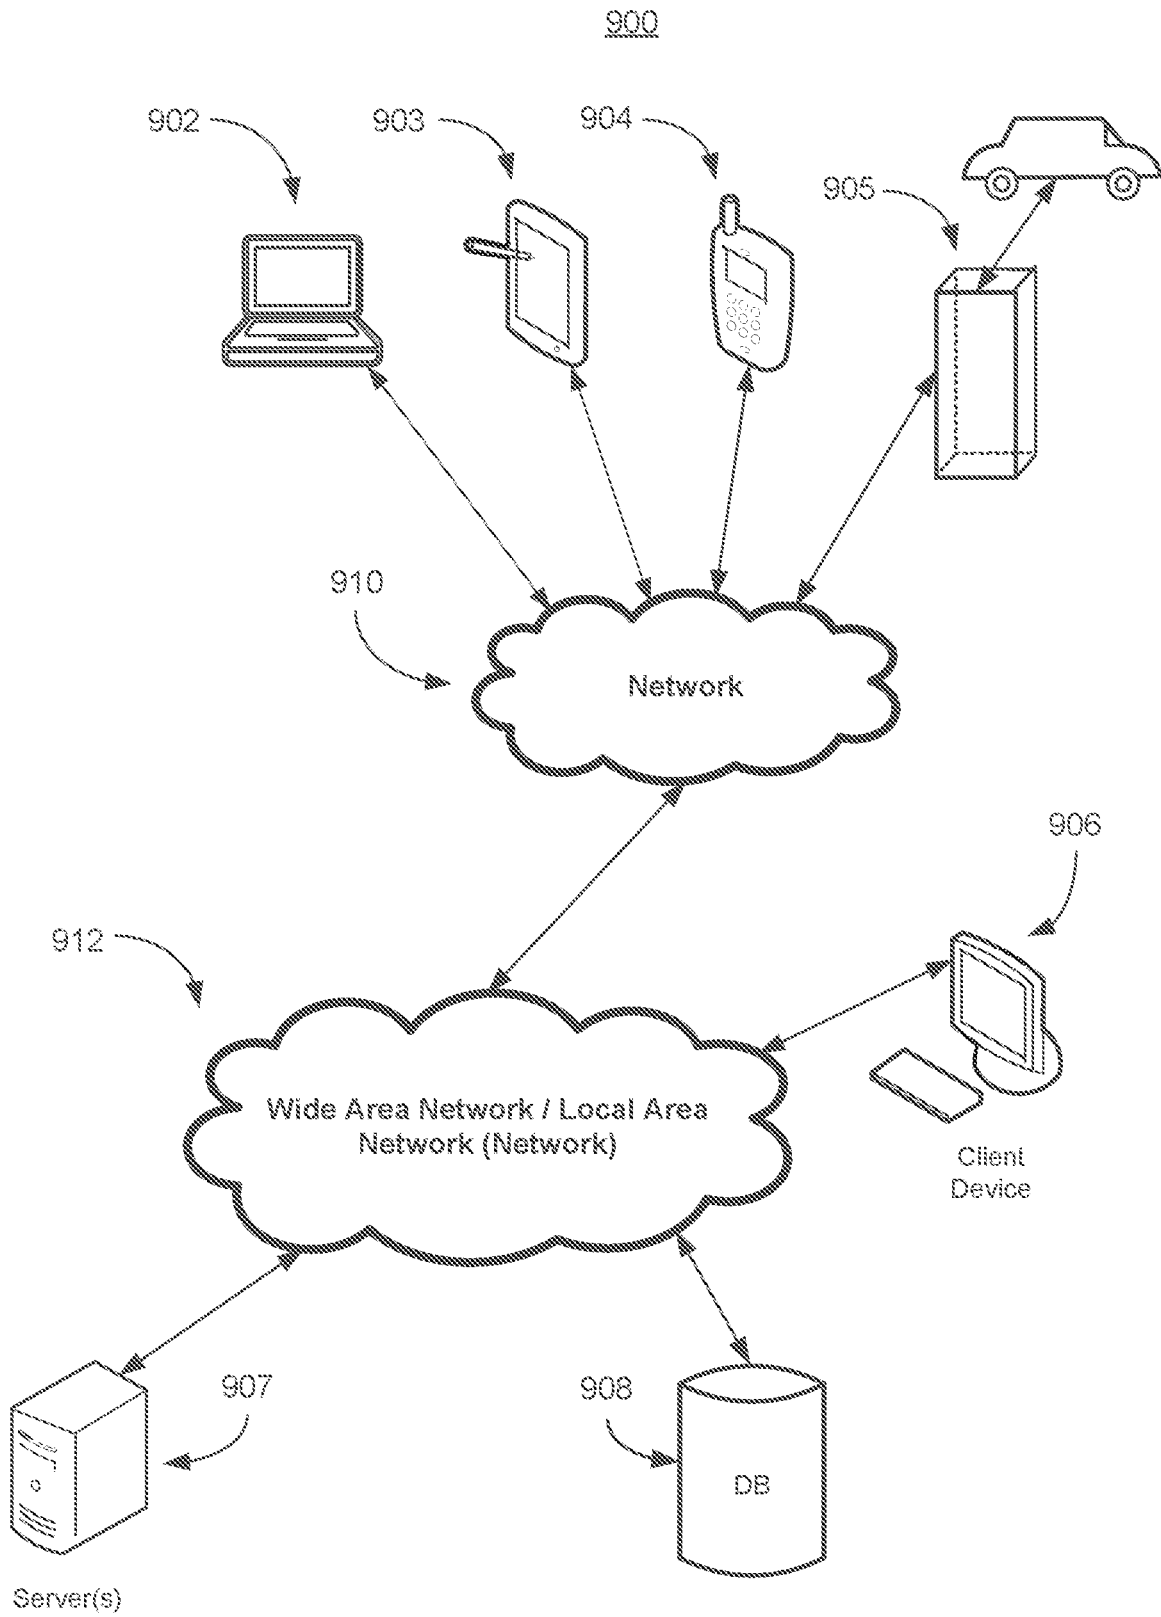 900
902
903
904
905
910
Network
906
912
Wide Area Network / Local Area
Network (Network)
Client
Device
907
908
DB
Server(s)